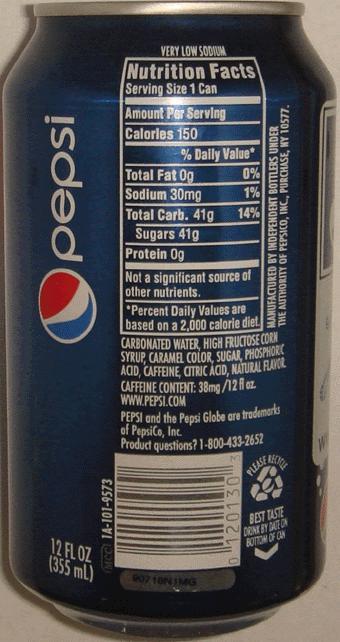 VERY LOW SODIUM
Nutrition Facts
Serving Size 1 Can
Amount Per Serving
Calories 150
% Daily Value*
Total Fat 0g 0%
Sodium 30mg 1%
Total Carb. 41g 14%
Sugars 41g
Protein 0g
Not a significant source of
other nutrients.
*Percent Daily Values are
based on a 2,000 calorie diet.
MANUFACTURED BY INDEPENDENT BOTTLERS UNDER
THE AUTHORITY OF PEPSICO, INC., PURCHASE, NY 10577.
pepsi
CARBONATED WATER, HIGH FRUCTOSE CORN
SYRUP, CARAMEL COLOR, SUGAR, PHOSPHORIC
ACID, CAFFEINE, CITRIC ACID, NATURAL FLAVOR
CAFFEINE CONTENT: 38mg/12 fl oz.
WWW.PEPSI.COM
PEPSI and the Pepsi Globe are trademarks
of PepsiCo, Inc.
Product questions? 1-800-433-2652
1A-101-9573
0 120130 3
PLEASE RECYCLE
BEST TASTE
DRINK BY DATE ON
BOTTOM OF CAN
12 FL OZ
(355 mL)